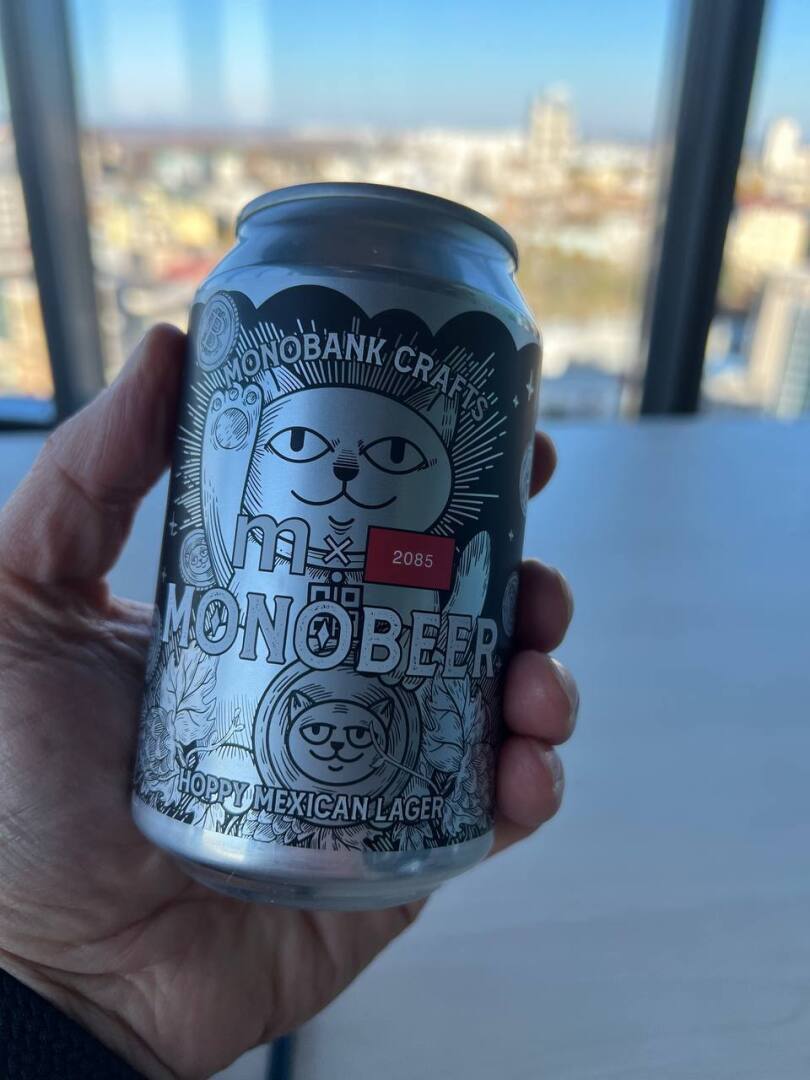 MONOBANK CRAFTS
m × 2085
MONOBEER
HOPPY MEXICAN LAGER